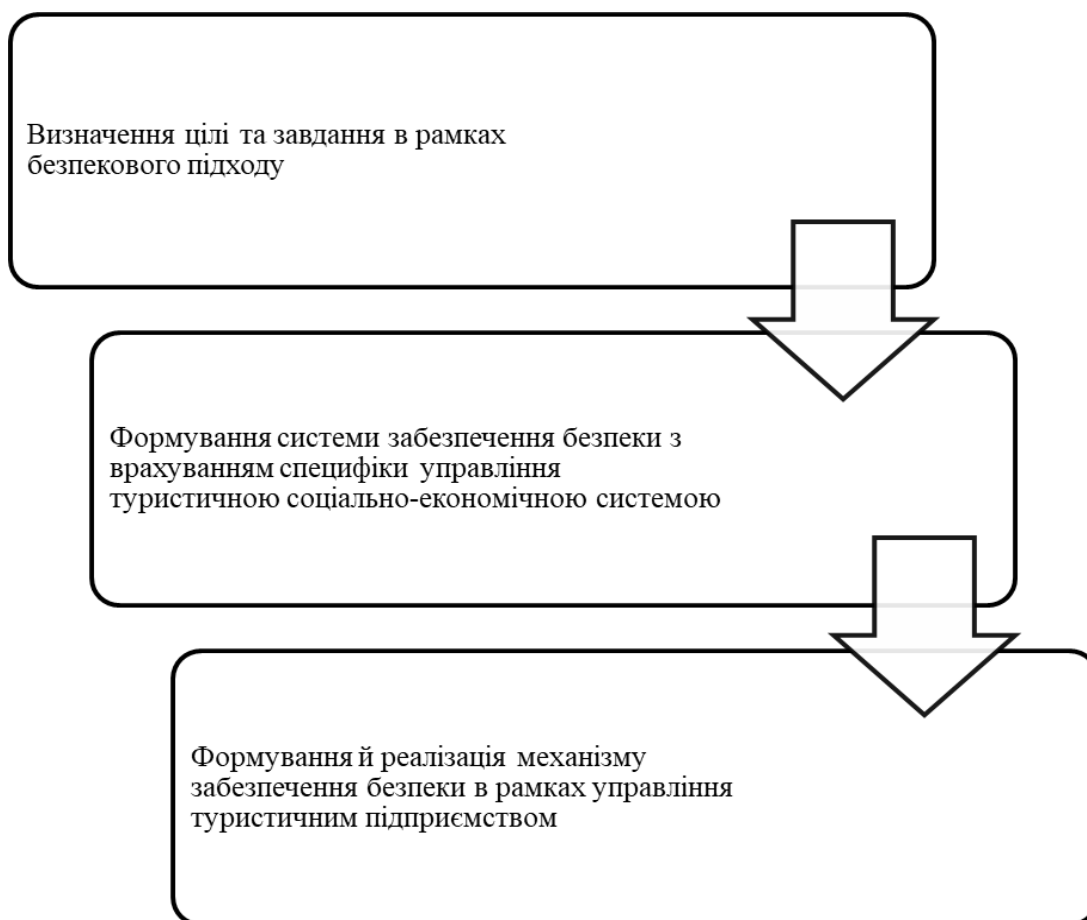 Визначення цілі та завдання в рамках
безпекового підходу
Формування системи забезпечення безпеки з
врахуванням специфіки управління
туристичною соціально-економічною системою
Формування й реалізація механізму
забезпечення безпеки в рамках управління
туристичним підприємством